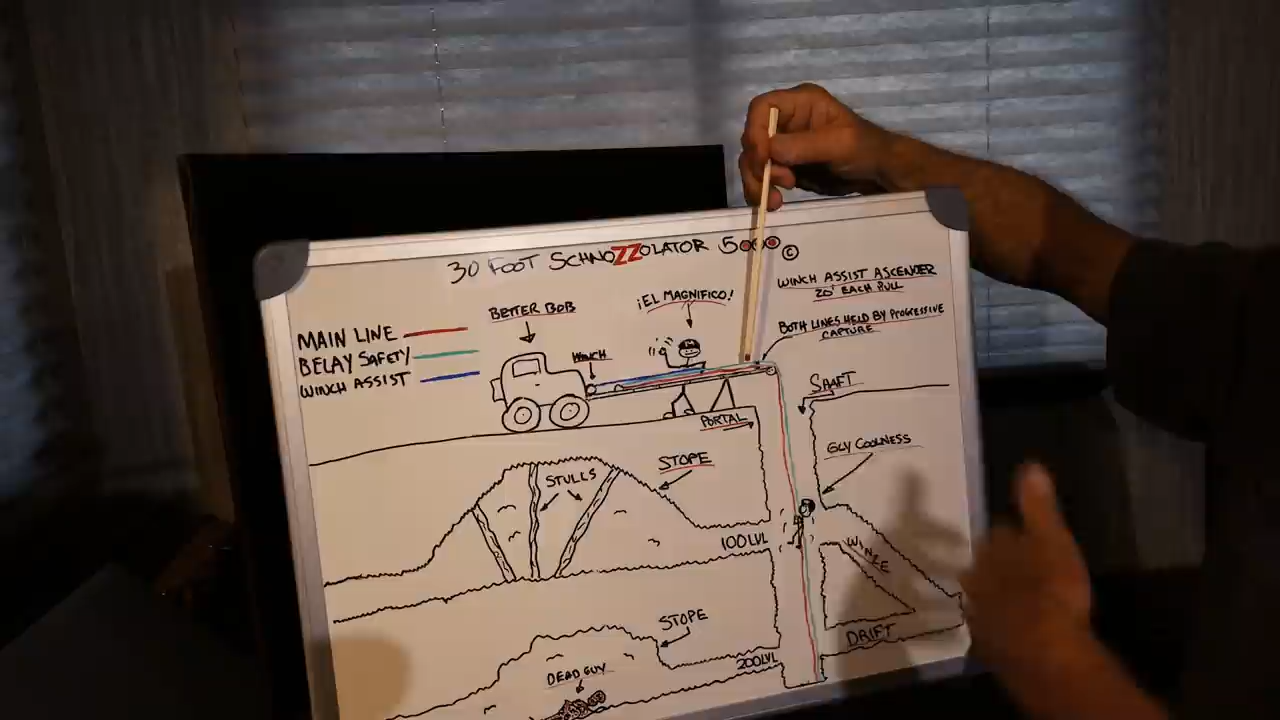 30 FOOT SCHNOZZOLATOR 5000 ©
MAIN LINE
BELAY SAFETY
WINCH ASSIST
BETTER BOB
WINCH
¡EL MAGNIFICO!
WINCH ASSIST ASCENDER
20' EACH PULL
BOTH LINES HELD BY PROGRESSIVE
CAPTURE
SHAFT
PORTAL
GLY COOLNESS
STOPE
STULLS
100 LVL
WINZE
DRIFT
STOPE
200 LVL
DEAD GUY